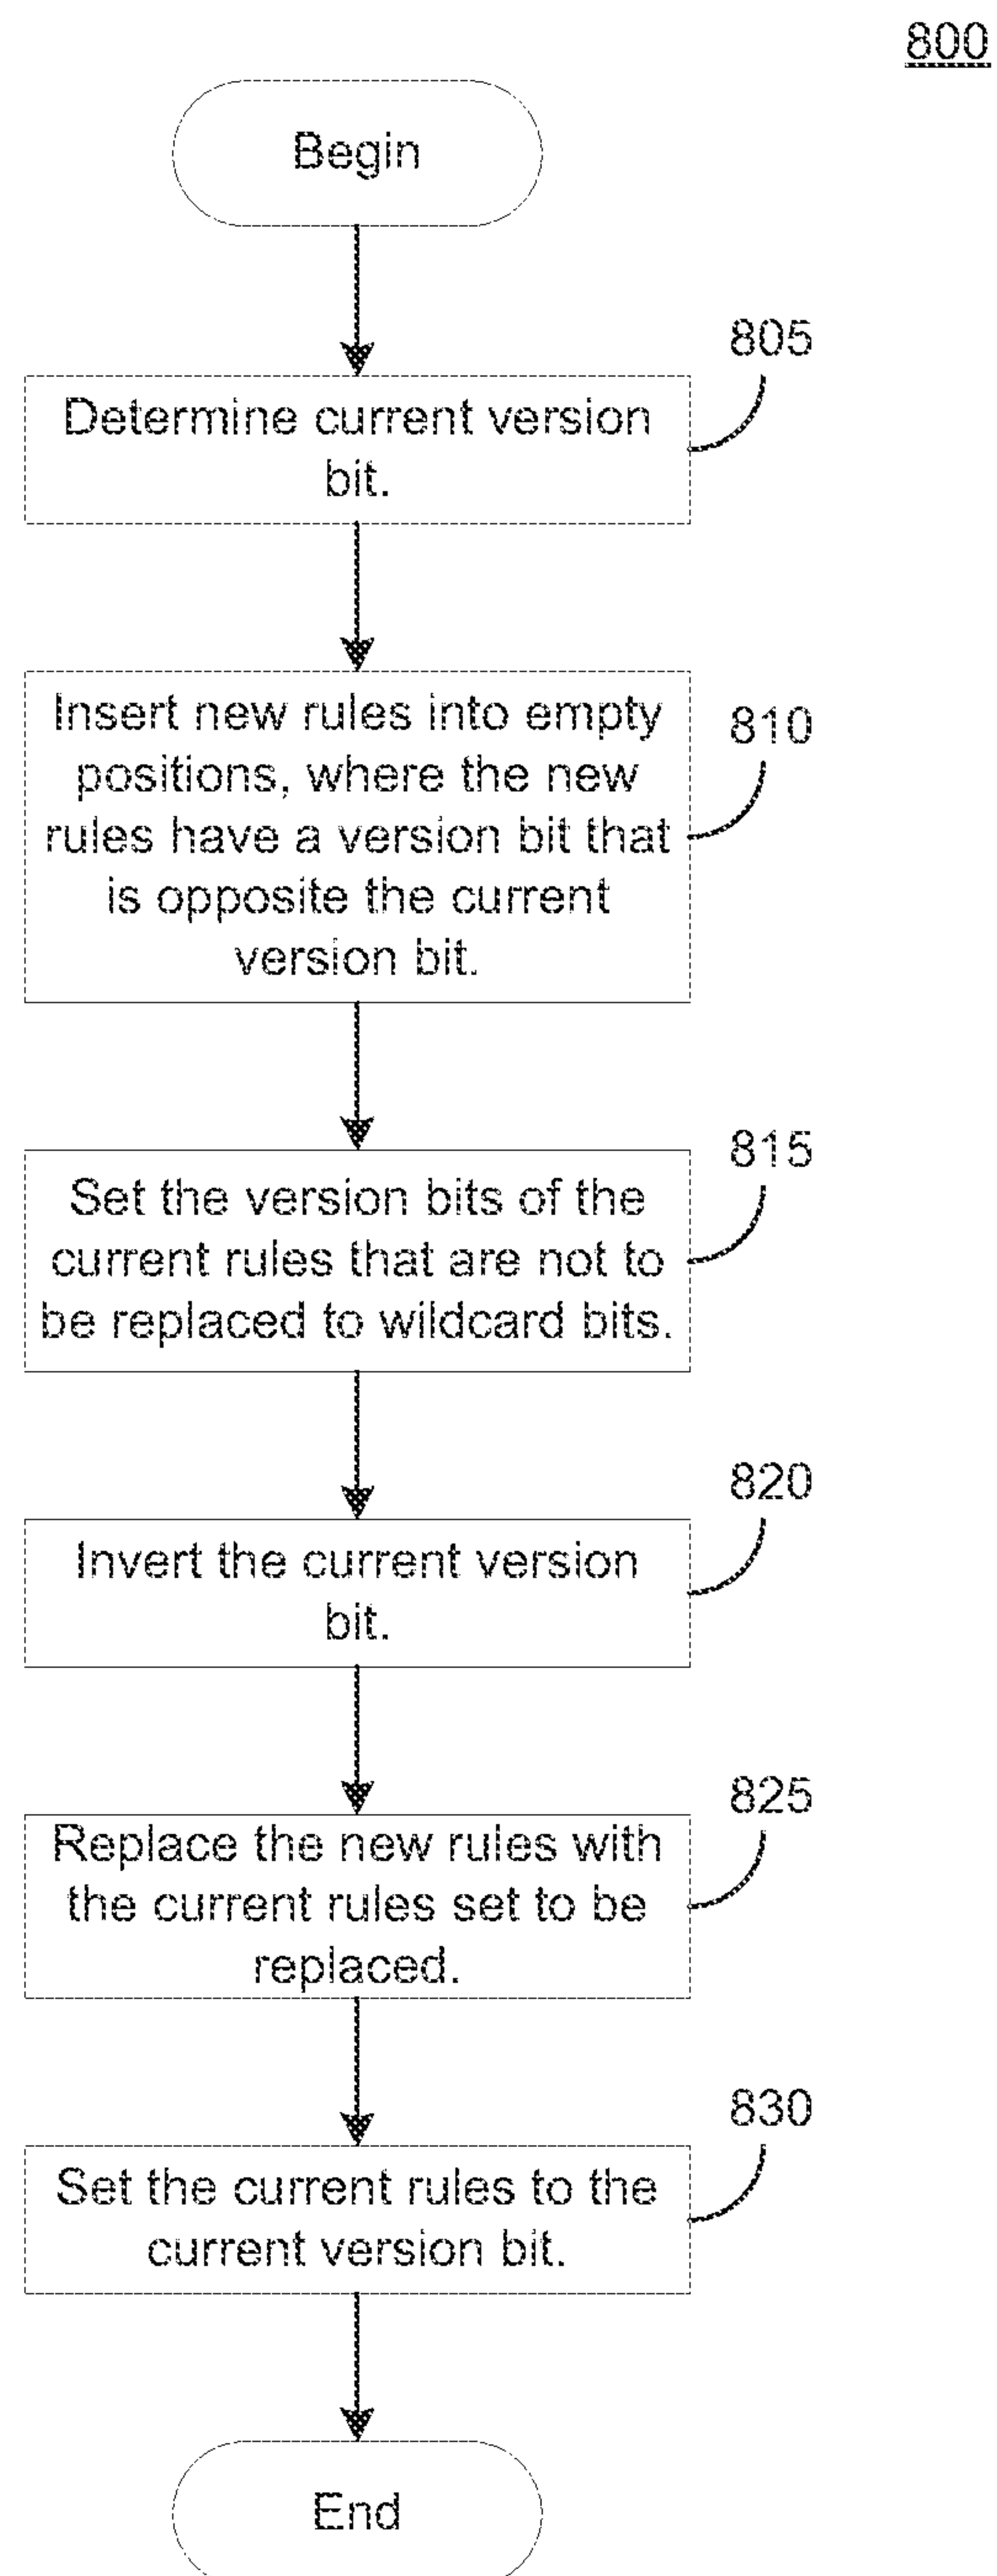 800
Begin
805
Determine current version
bit.
810
Insert new rules into empty
positions, where the new
rules have a version bit that
is opposite the current
version bit.
815
Set the version bits of the
current rules that are not to
be replaced to wildcard bits.
820
Invert the current version
bit.
825
Replace the new rules with
the current rules set to be
replaced.
830
Set the current rules to the
current version bit.
End